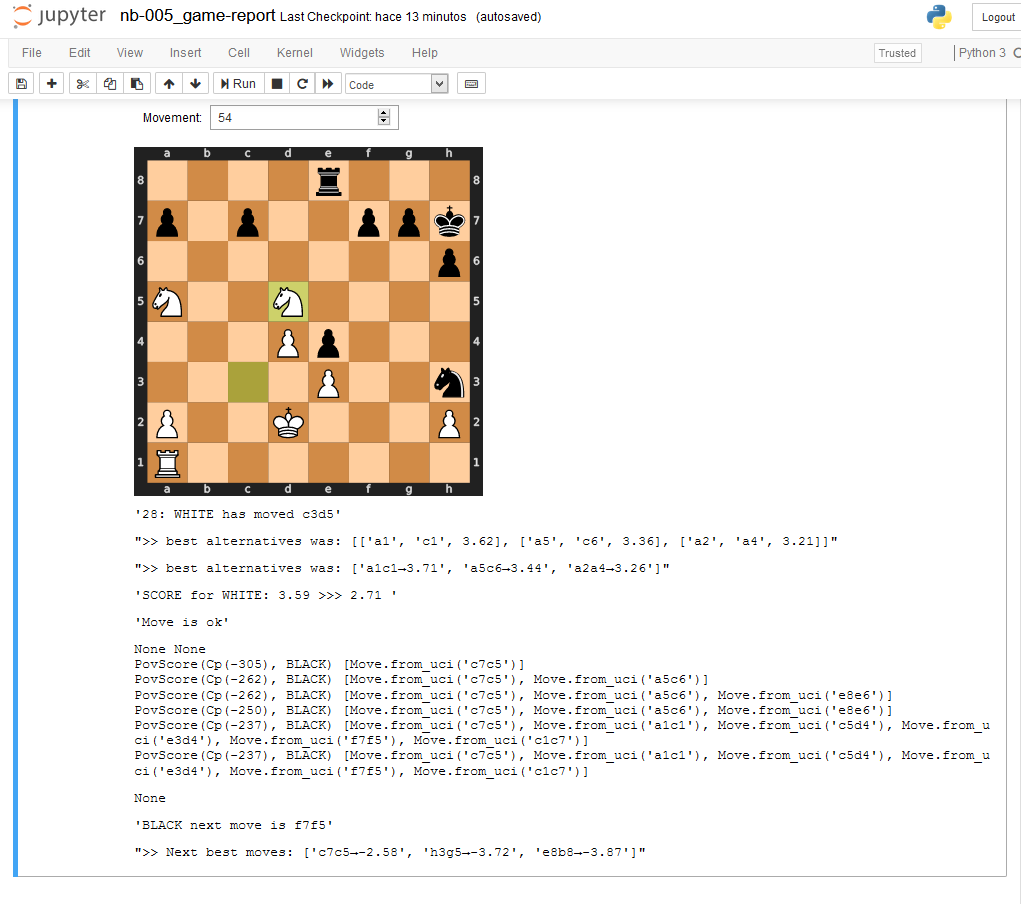 jupyter nb-005_game-report Last Checkpoint: hace 13 minutos (autosaved)
Logout
File Edit View Insert Cell Kernel Widgets Help Trusted Python 3
Run Code
Movement: 54
a b c d e f g h
8 8
7 7
6 6
5 5
4 4
3 3
2 2
1 1
a b c d e f g h
'28: WHITE has moved c3d5'
">> best alternatives was: [['a1', 'c1', 3.62], ['a5', 'c6', 3.36], ['a2', 'a4', 3.21]]"
">> best alternatives was: ['a1c1→3.71', 'a5c6→3.44', 'a2a4→3.26']"
'SCORE for WHITE: 3.59 >>> 2.71 '
'Move is ok'
None None
PovScore(Cp(-305), BLACK) [Move.from_uci('c7c5')]
PovScore(Cp(-262), BLACK) [Move.from_uci('c7c5'), Move.from_uci('a5c6')]
PovScore(Cp(-262), BLACK) [Move.from_uci('c7c5'), Move.from_uci('a5c6'), Move.from_uci('e8e6')]
PovScore(Cp(-250), BLACK) [Move.from_uci('c7c5'), Move.from_uci('a5c6'), Move.from_uci('e8e6')]
PovScore(Cp(-237), BLACK) [Move.from_uci('c7c5'), Move.from_uci('a1c1'), Move.from_uci('c5d4'), Move.from_u
ci('e3d4'), Move.from_uci('f7f5'), Move.from_uci('c1c7')]
PovScore(Cp(-237), BLACK) [Move.from_uci('c7c5'), Move.from_uci('a1c1'), Move.from_uci('c5d4'), Move.from_u
ci('e3d4'), Move.from_uci('f7f5'), Move.from_uci('c1c7')]
None
'BLACK next move is f7f5'
">> Next best moves: ['c7c5→-2.58', 'h3g5→-3.72', 'e8b8→-3.87']"